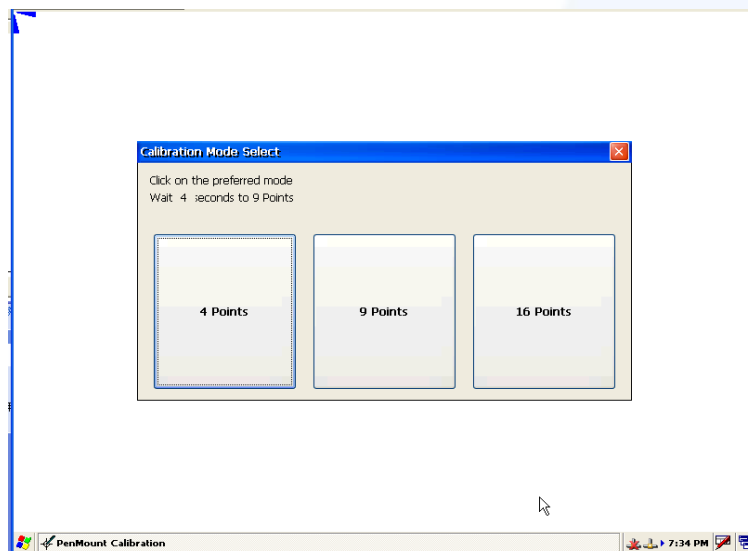 Calibration Mode Select
Click on the preferred mode
Wait 4 seconds to 9 Points
4 Points
9 Points
16 Points
PenMount Calibration
7:34 PM